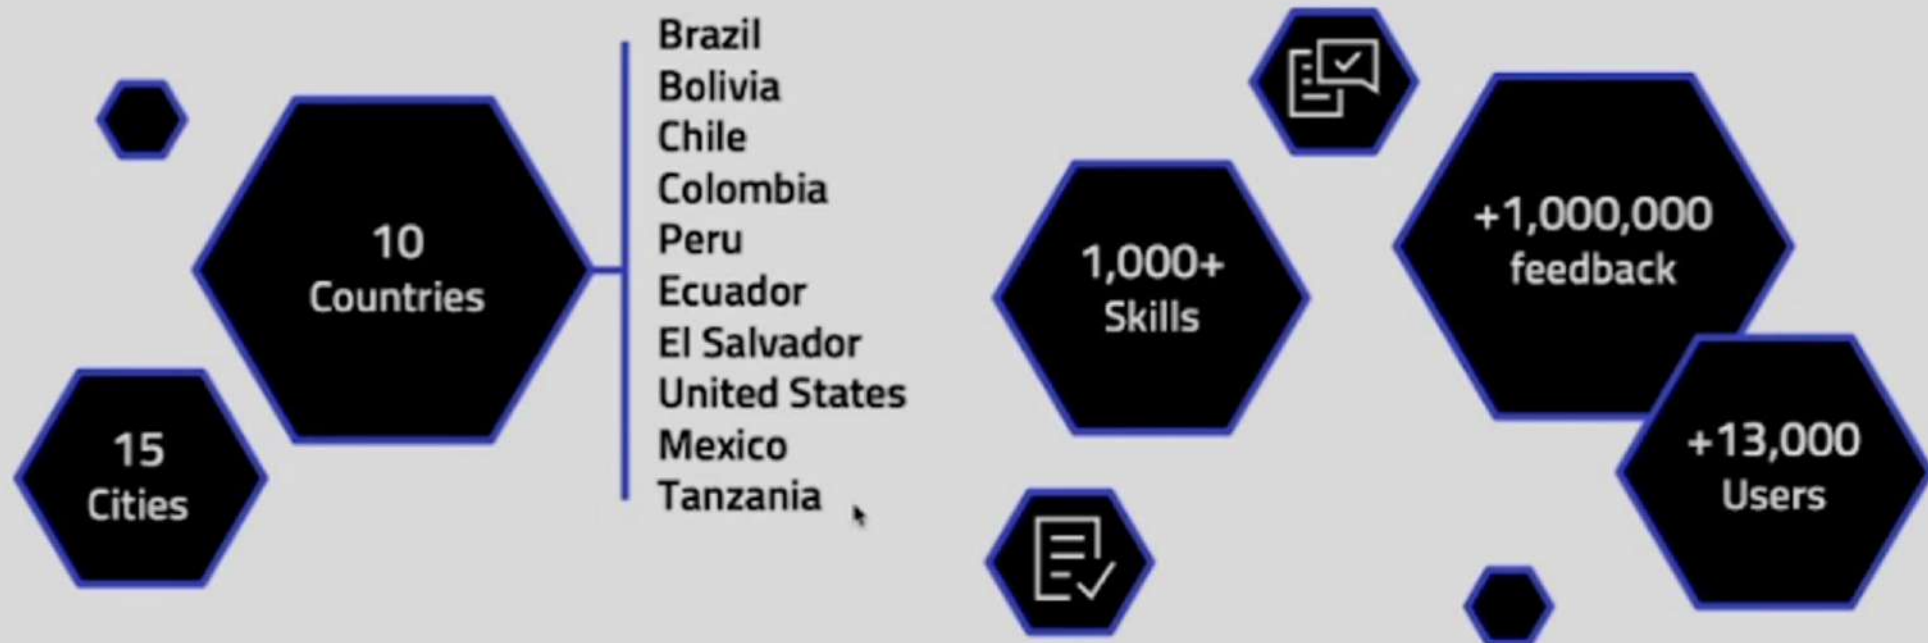 10
Countries
15
Cities
Brazil
Bolivia
Chile
Colombia
Peru
Ecuador
El Salvador
United States
Mexico
Tanzania
1,000+
Skills
+1,000,000
feedback
+13,000
Users